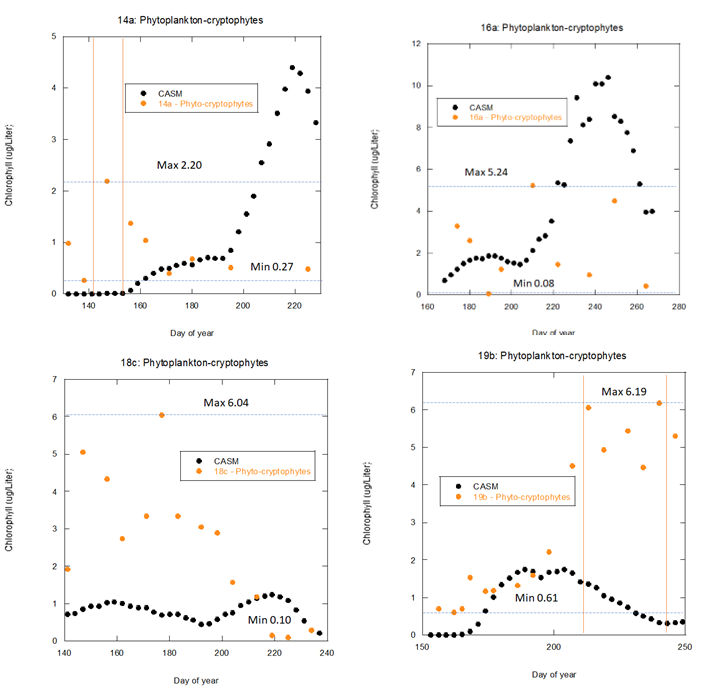 14a: Phytoplankton-cryptophytes
5
4
3
2
1
0
Chlorophyll (ug/Liter;
CASM
14a - Phyto-cryptophytes
Max 2.20
Min 0.27
140 160 180 200 220
Day of year
16a: Phytoplankton-cryptophytes
12
10
8
6
4
2
0
Chlorophyll (ug/Liter;
CASM
16a - Phyto-cryptophytes
Max 5.24
Min 0.08
160 180 200 220 240 260 280
Day of year
18c: Phytoplankton-cryptophytes
7
6
5
4
3
2
1
0
Chlorophyll (ug/Liter;
Max 6.04
CASM
18c - Phyto-cryptophytes
Min 0.10
140 160 180 200 220 240
Day of year
19b: Phytoplankton-cryptophytes
7
6
5
4
3
2
1
0
Chlorophyll (ug/Liter;
Max 6.19
CASM
19b - Phyto-cryptophytes
Min 0.61
150 200 250
Day of year